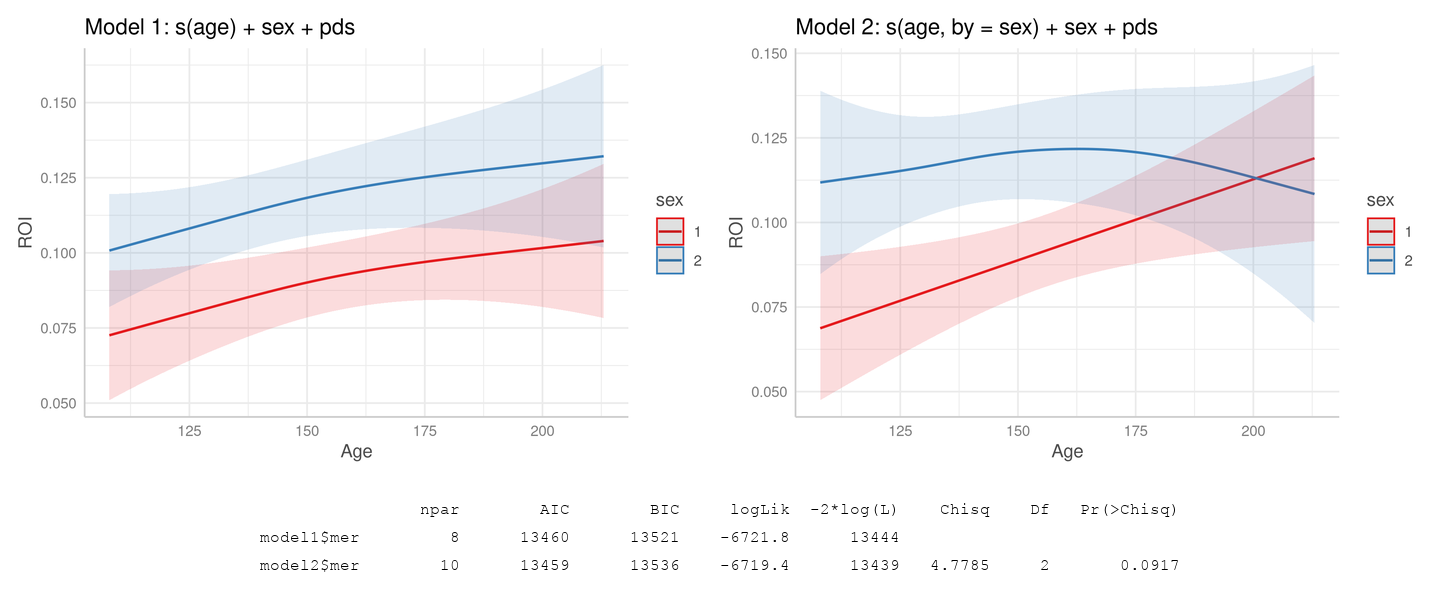 Model 1: s(age) + sex + pds
0.150
0.125
0.100
0.075
0.050
ROI
125 150 175 200
Age
sex
1
2
Model 2: s(age, by = sex) + sex + pds
0.150
0.125
0.100
0.075
0.050
ROI
125 150 175 200
Age
sex
1
2
npar AIC BIC logLik -2*log(L) Chisq Df Pr(>Chisq)
model1$mer 8 13460 13521 -6721.8 13444
model2$mer 10 13459 13536 -6719.4 13439 4.7785 2 0.0917